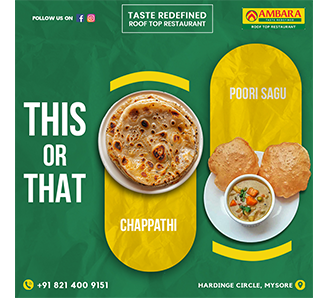 FOLLOW US ON
TASTE REDEFINED
ROOF TOP RESTAURANT
AMBARA
ROOF TOP RESTAURANT
THIS
OR
THAT
POORI SAGU
CHAPPATHI
+91 821 400 9151
HARDINGE CIRCLE, MYSORE